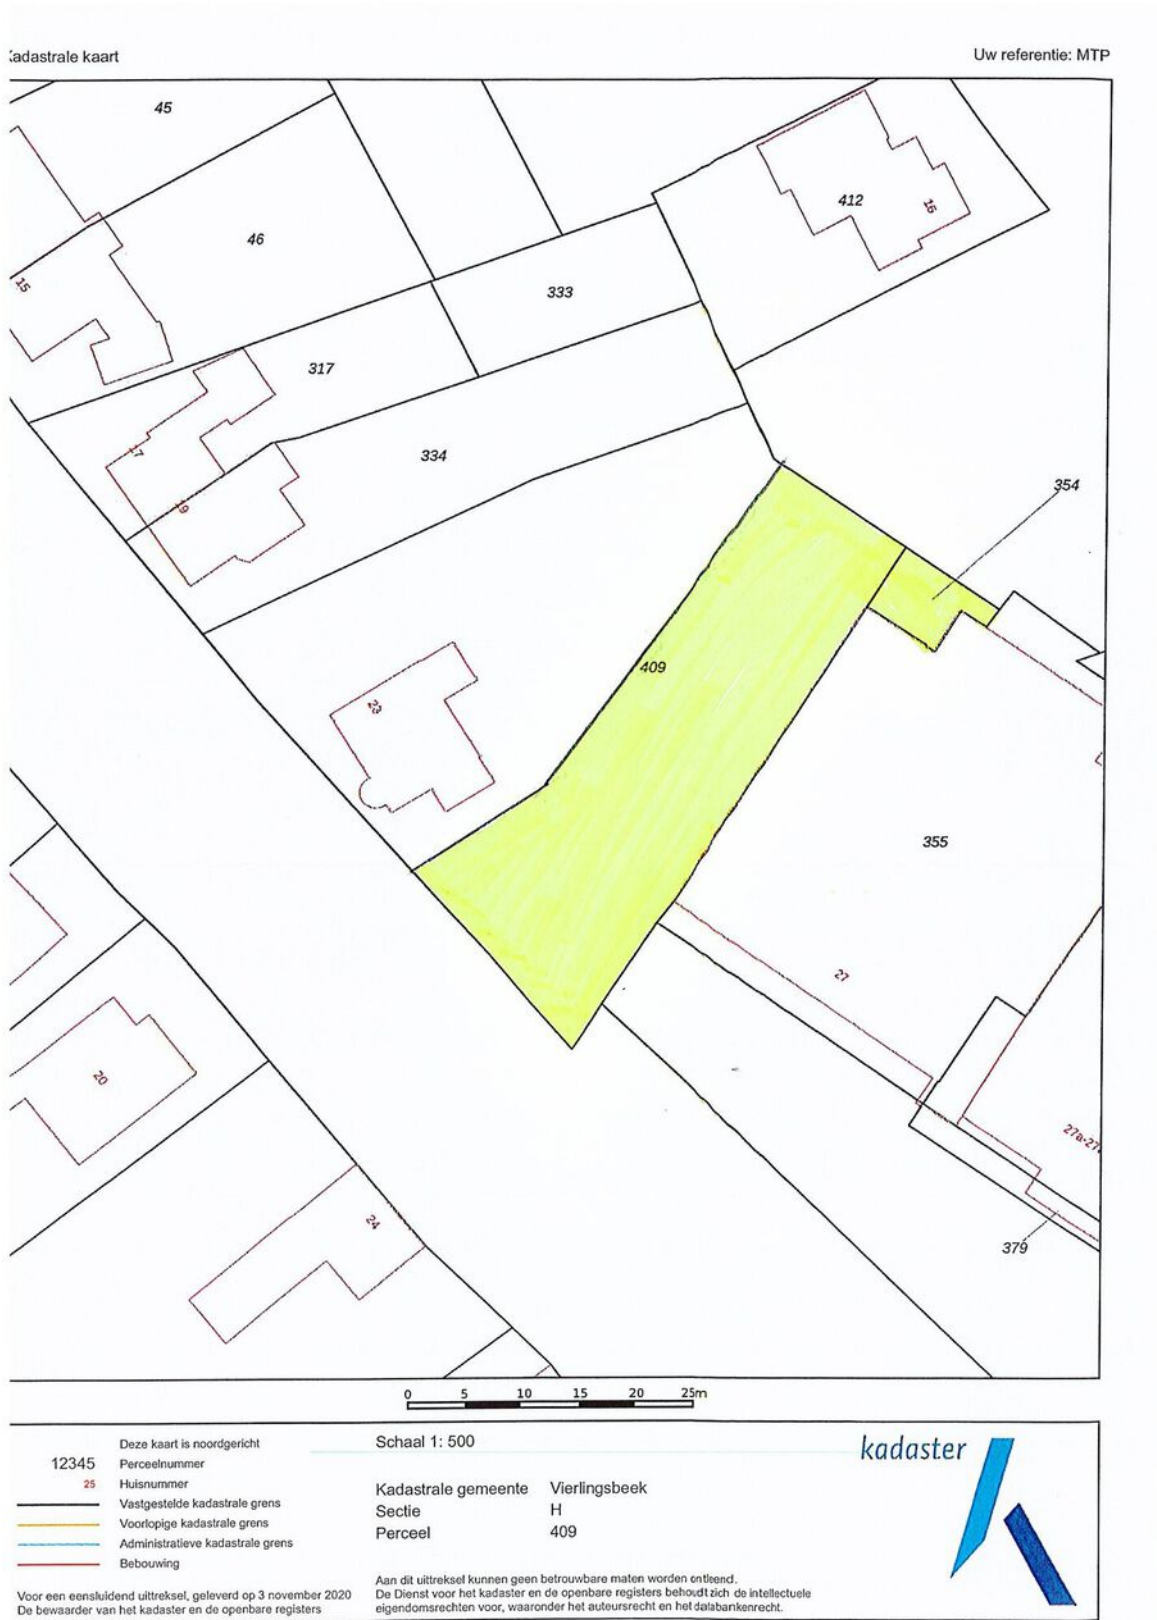 Kadastrale kaart
Uw referentie: MTP
45
412
16
46
15
333
317
17
334
19
354
409
23
355
27
20
27a-27
24
379
0 5 10 15 20 25m
Deze kaart is noordgericht
12345 Perceelnummer
25 Huisnummer
Vastgestelde kadastrale grens
Voorlopige kadastrale grens
Administratieve kadastrale grens
Bebouwing
Voor een eensluidend uittreksel, geleverd op 3 november 2020
De bewaarder van het kadaster en de openbare registers
Schaal 1: 500
Kadastrale gemeente Vierlingsbeek
Sectie H
Perceel 409
Aan dit uittreksel kunnen geen betrouwbare maten worden ontleend.
De Dienst voor het kadaster en de openbare registers behoudt zich de intellectuele
eigendomsrechten voor, waaronder het auteursrecht en het databankenrecht.
kadaster